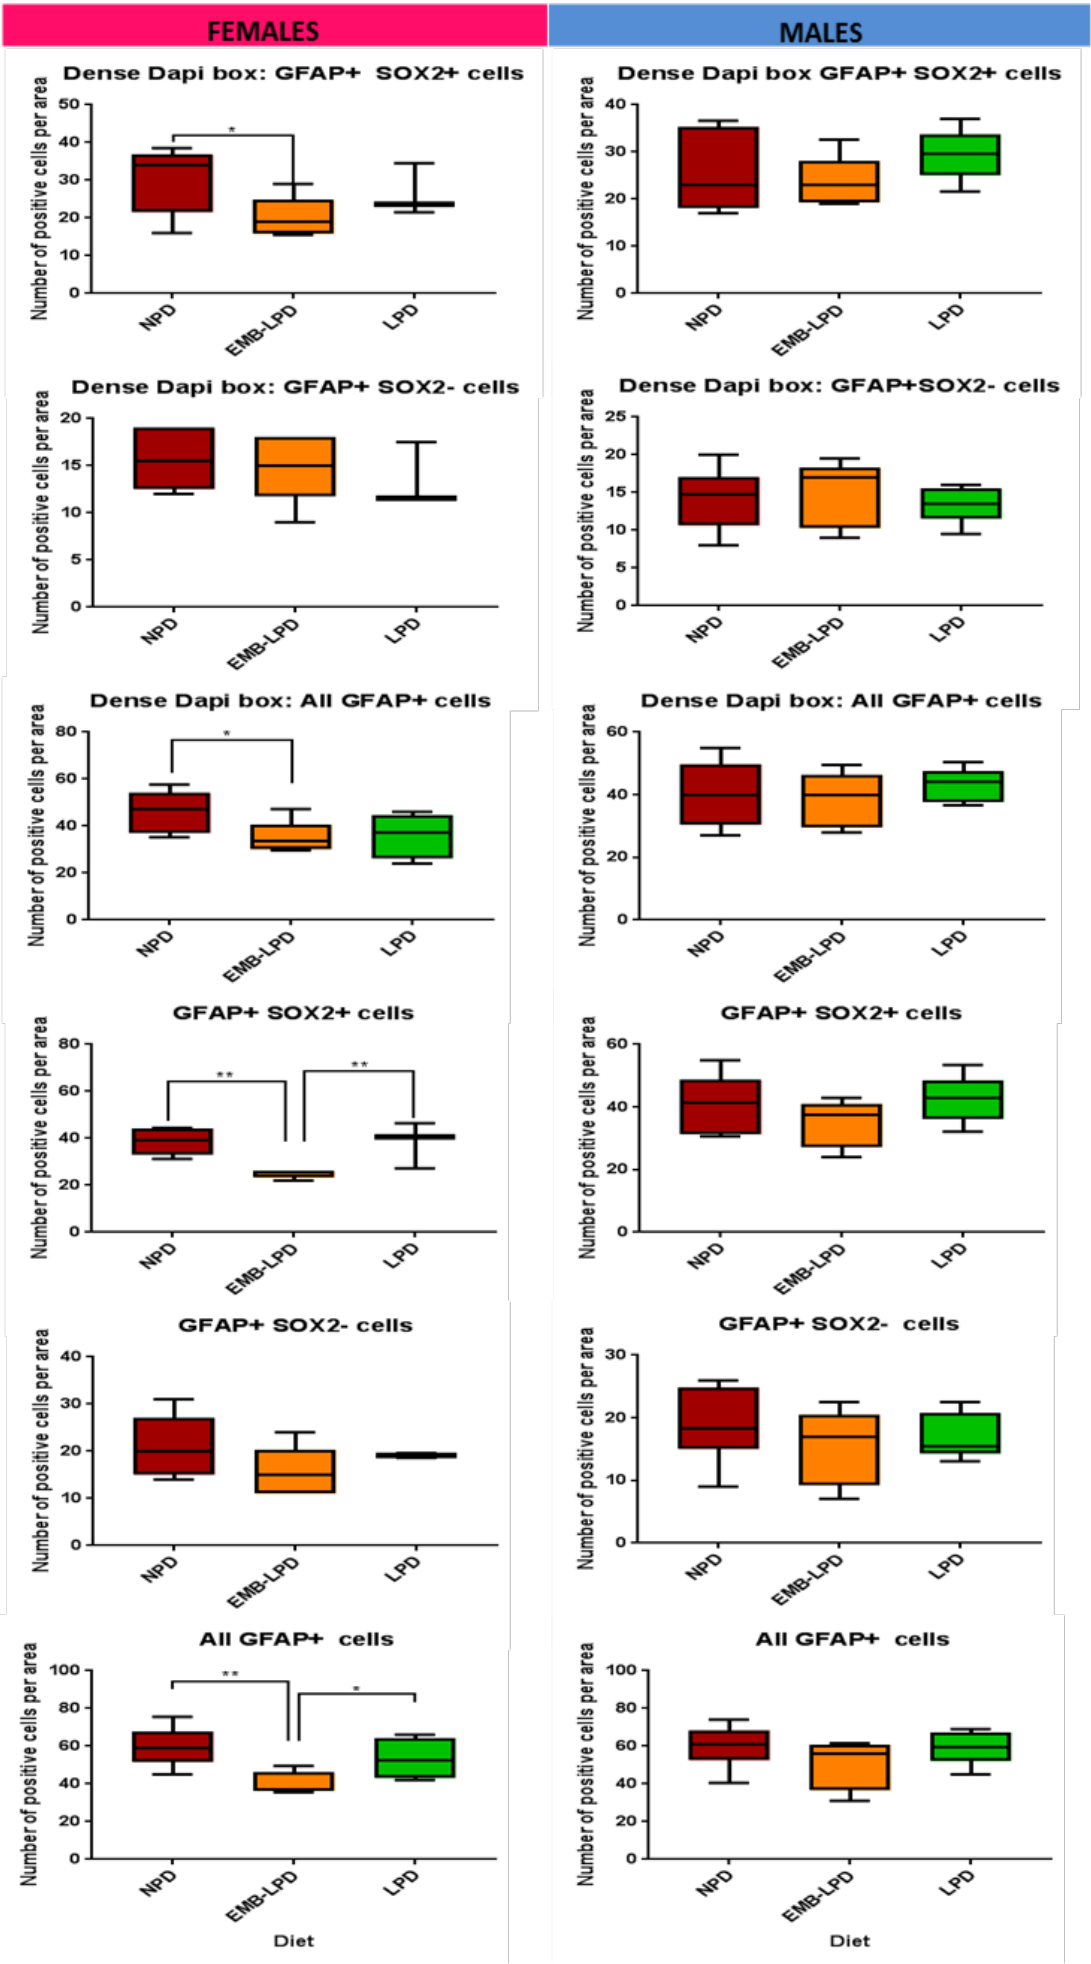 FEMALES
MALES
Dense Dapi box: GFAP+ SOX2+ cells
Number of positive cells per area
50
40
30
20
10
0
*
NPD
EMB-LPD
LPD
Dense Dapi box GFAP+ SOX2+ cells
Number of positive cells per area
40
30
20
10
0
NPD
EMB-LPD
LPD
Dense Dapi box: GFAP+ SOX2- cells
Number of positive cells per area
20
15
10
5
0
NPD
EMB-LPD
LPD
Dense Dapi box: GFAP+SOX2- cells
Number of positive cells per area
25
20
15
10
5
0
NPD
EMB-LPD
LPD
Dense Dapi box: All GFAP+ cells
Number of positive cells per area
80
60
40
20
0
*
NPD
EMB-LPD
LPD
Dense Dapi box: All GFAP+ cells
Number of positive cells per area
60
40
20
0
NPD
EMB-LPD
LPD
GFAP+ SOX2+ cells
Number of positive cells per area
80
60
40
20
0
**
**
NPD
EMB-LPD
LPD
GFAP+ SOX2+ cells
Number of positive cells per area
60
40
20
0
NPD
EMB-LPD
LPD
GFAP+ SOX2- cells
Number of positive cells per area
40
30
20
10
0
NPD
EMB-LPD
LPD
GFAP+ SOX2- cells
Number of positive cells per area
30
20
10
0
NPD
EMB-LPD
LPD
All GFAP+ cells
Number of positive cells per area
100
80
60
40
20
0
**
*
NPD
EMB-LPD
LPD
Diet
All GFAP+ cells
Number of positive cells per area
100
80
60
40
20
0
NPD
EMB-LPD
LPD
Diet